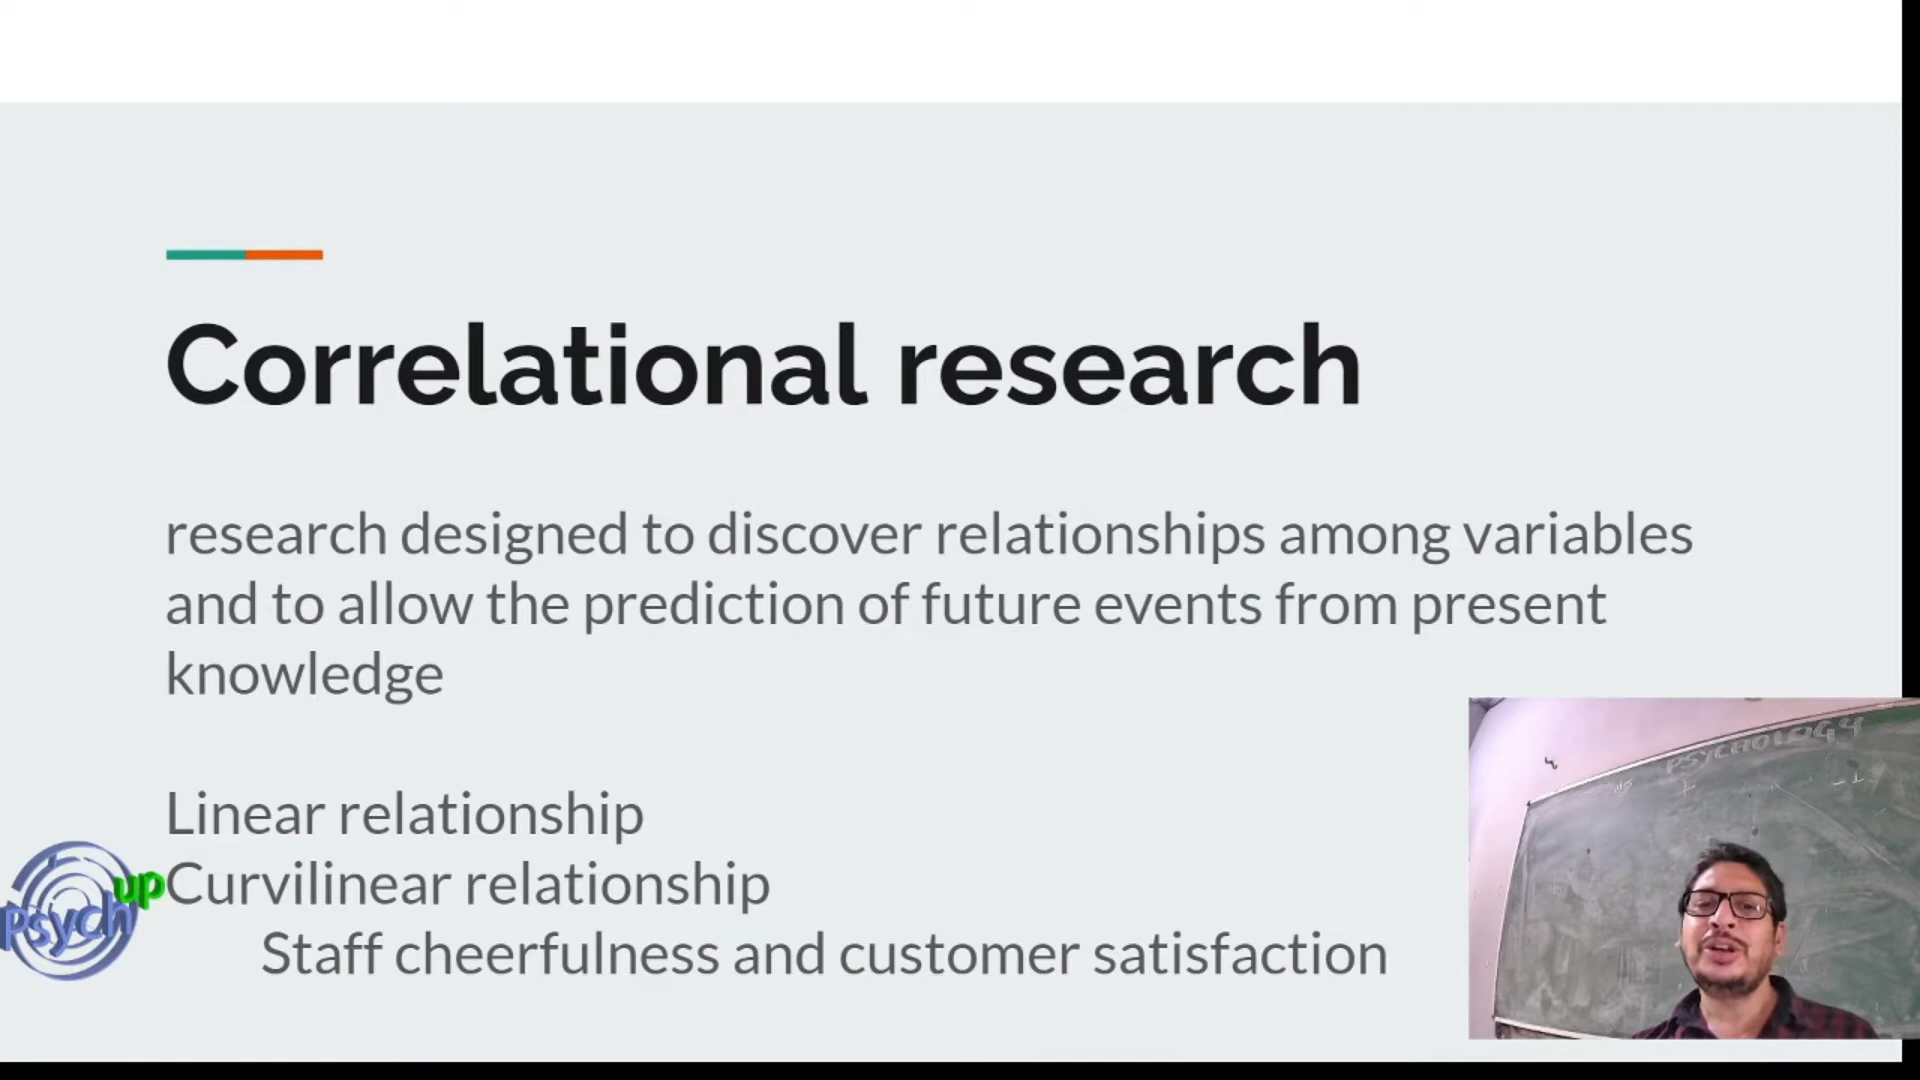 Correlational research
research designed to discover relationships among variables
and to allow the prediction of future events from present
knowledge
Linear relationship
Curvilinear relationship
Staff cheerfulness and customer satisfaction
Psych up
PSYCHOLOGY